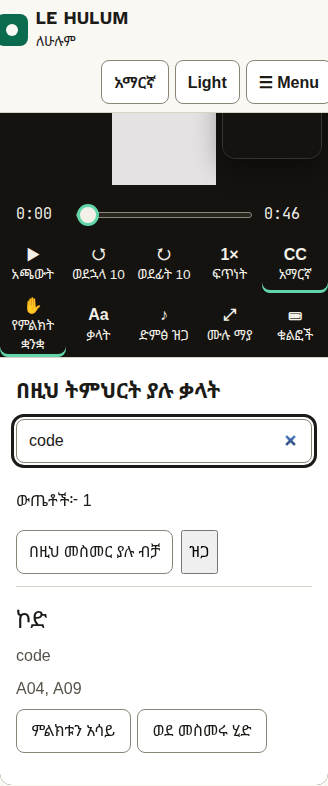 LE HULUM
ለሁሉም
አማርኛ
Light
☰ Menu
0:00
0:46
▶ ↺ ↻ 1× CC
አጫውት ወደኋላ 10 ወደፊት 10 ፍጥነት አማርኛ
✋ Aa ♪ ⤢
የምልክት ቋንቋ ቃላት ድምፅ ዝጋ ሙሉ ማያ ቁልፎች
በዚህ ትምህርት ያሉ ቃላት
code ×
ውጤቶች፦ 1
በዚህ መስመር ያሉ ብቻ
ዝጋ
ኮድ
code
A04, A09
ምልክቱን አሳይ
ወደ መስመሩ ሂድ